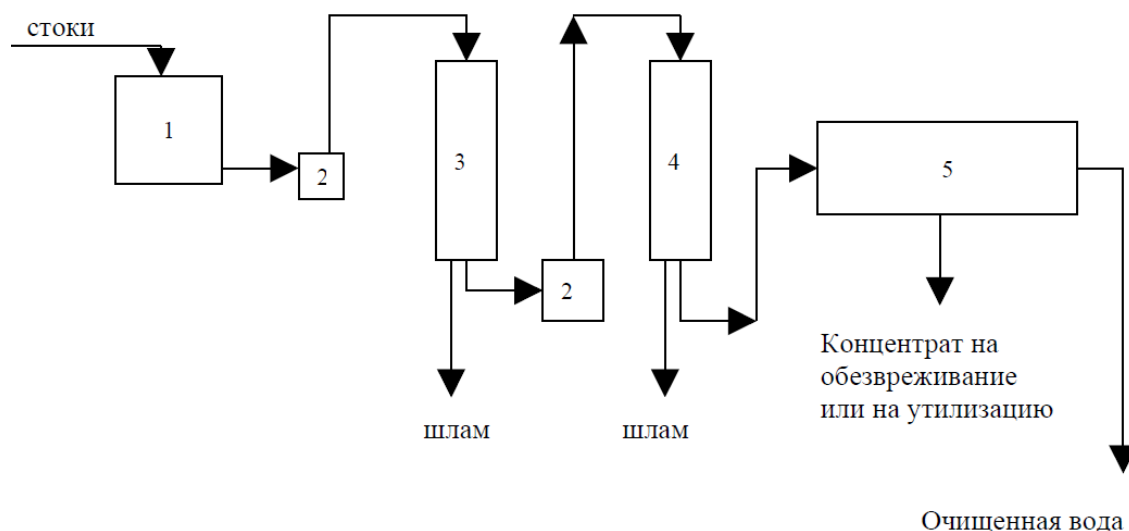 стоки
1
2
3
2
4
5
шлам
шлам
Концентрат на
обезвреживание
или на утилизацию
Очищенная вода